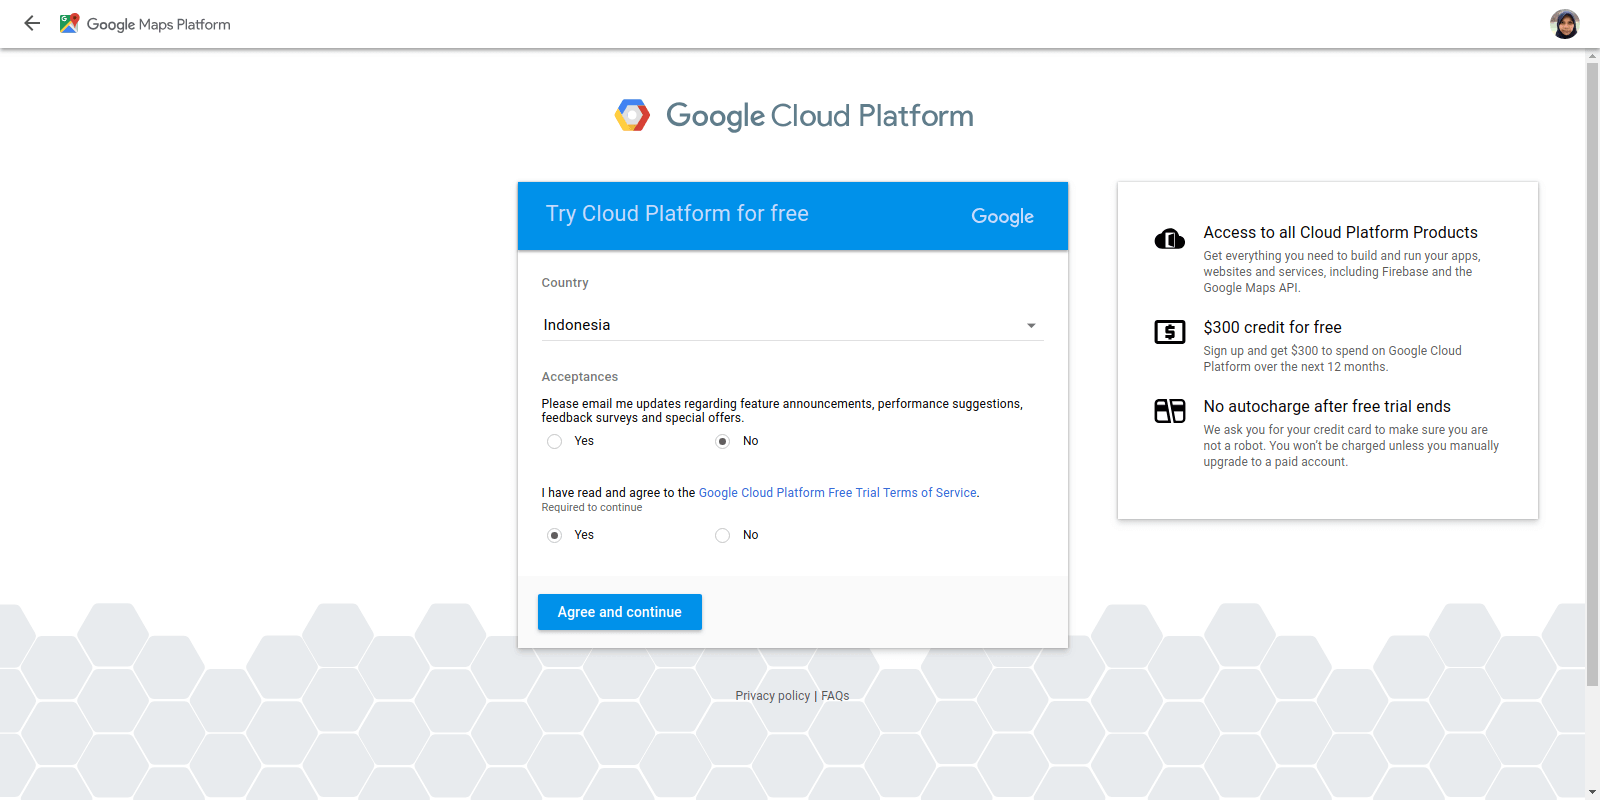 Google Maps Platform
Google Cloud Platform
Try Cloud Platform for free
Google
Country
Indonesia
Acceptances
Please email me updates regarding feature announcements, performance suggestions,
feedback surveys and special offers.
Yes
No
I have read and agree to the Google Cloud Platform Free Trial Terms of Service.
Required to continue
Yes
No
Agree and continue
Access to all Cloud Platform Products
Get everything you need to build and run your apps,
websites and services, including Firebase and the
Google Maps API.
$300 credit for free
Sign up and get $300 to spend on Google Cloud
Platform over the next 12 months.
No autocharge after free trial ends
We ask you for your credit card to make sure you are
not a robot. You won't be charged unless you manually
upgrade to a paid account.
Privacy policy | FAQs